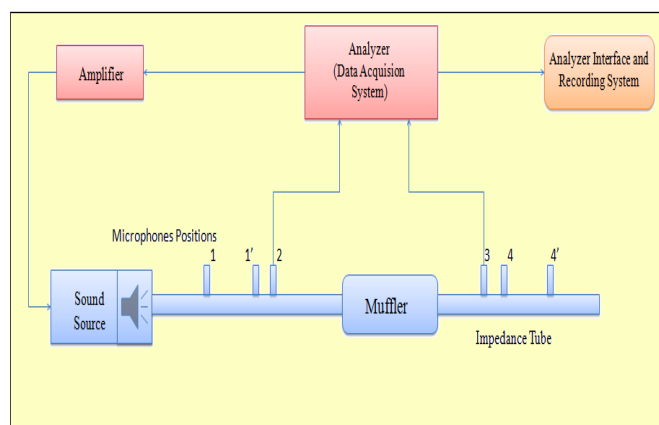 Amplifier
Analyzer
(Data Acquision
System)
Analyzer Interface and
Recording System
Microphones Positions
1
1′
2
3
4
4′
Sound
Source
Muffler
Impedance Tube